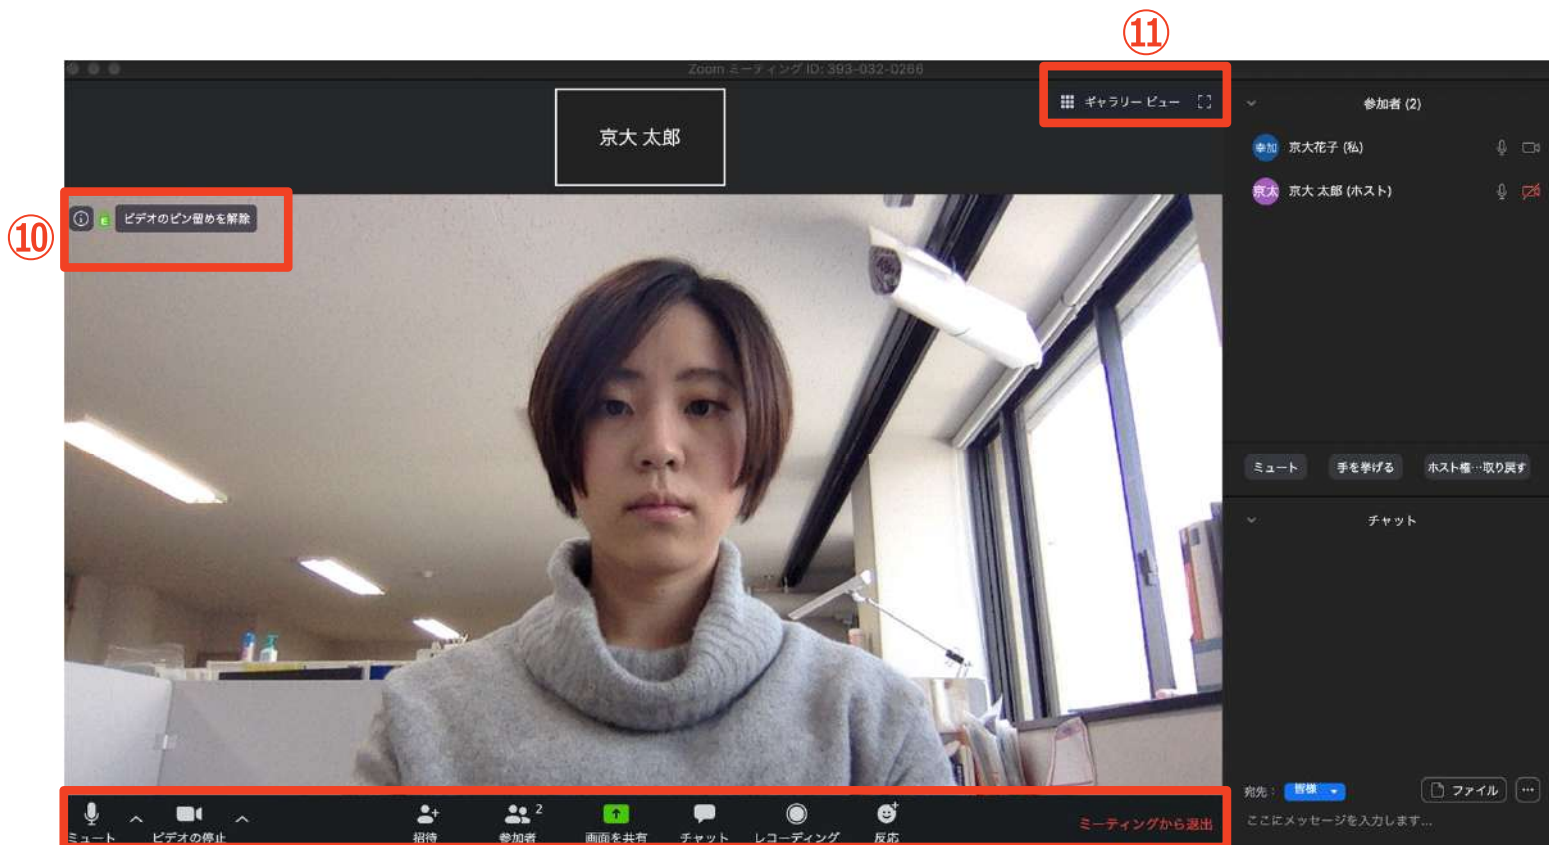 ⑪
Zoom ミーティング ID: 393-032-0266
ギャラリー ビュー
参加者 (2)
京大 太郎
参加 京大花子 (私)
京太 京大 太郎 (ホスト)
⑩
ビデオのピン留めを解除
ミュート 手を挙げる ホスト権…取り戻す
チャット
宛先: 皆様 ファイル ...
ここにメッセージを入力します...
2
ミュート ビデオの停止 招待 参加者 画面を共有 チャット レコーディング 反応 ミーティングから退出